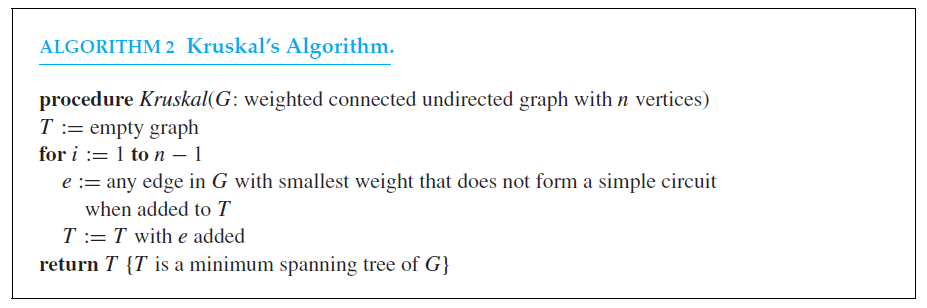 ALGORITHM 2 Kruskal's Algorithm.
procedure Kruskal(G: weighted connected undirected graph with n vertices)
T := empty graph
for i := 1 to n − 1
e := any edge in G with smallest weight that does not form a simple circuit
when added to T
T := T with e added
return T {T is a minimum spanning tree of G}